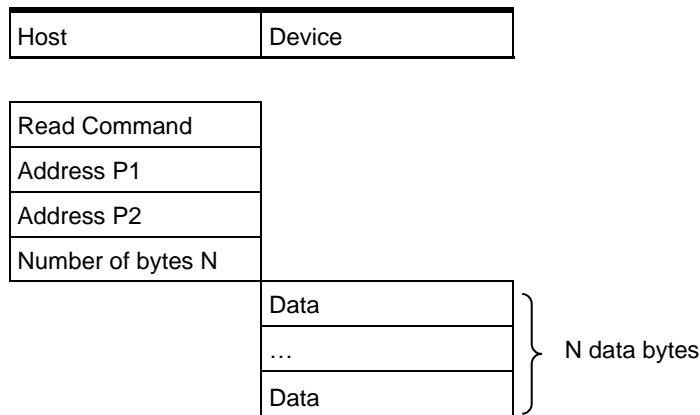 Host Device
Read Command
Address P1
Address P2
Number of bytes N
Data
… N data bytes
Data